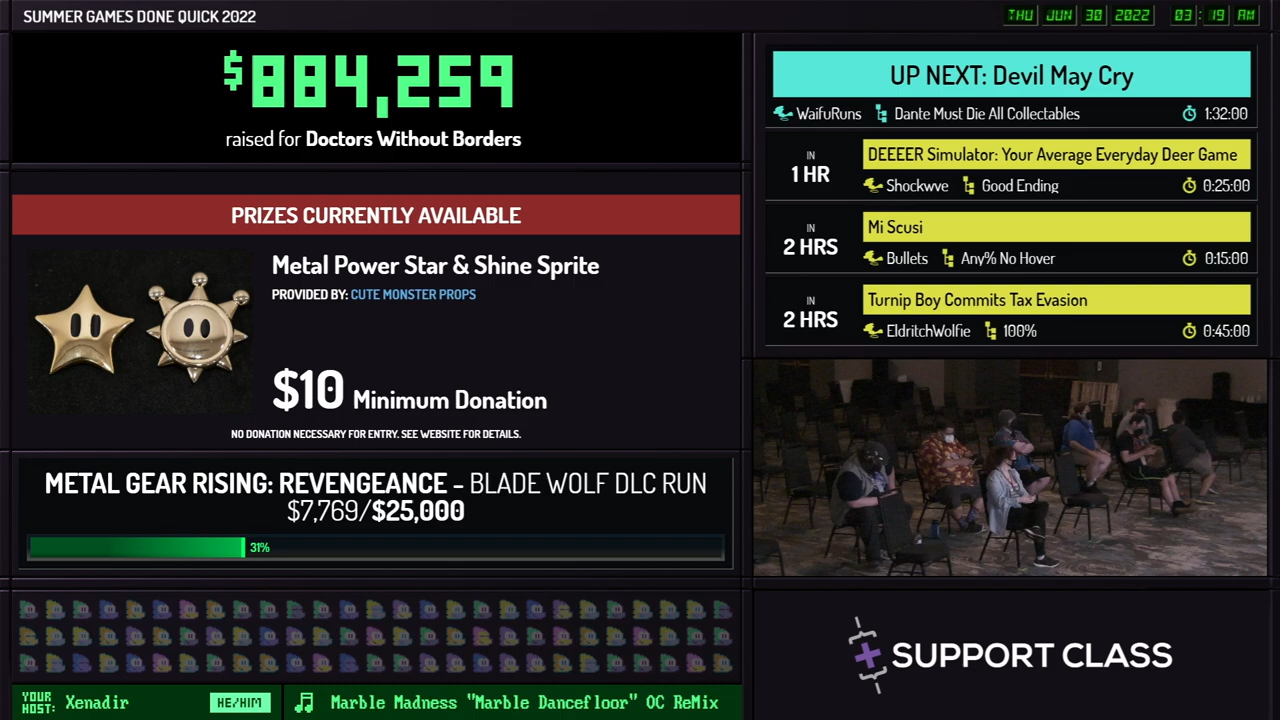 SUMMER GAMES DONE QUICK 2022
THU JUN 30 2022 03:19 AM
$884,259
raised for Doctors Without Borders
PRIZES CURRENTLY AVAILABLE
Metal Power Star & Shine Sprite
PROVIDED BY: CUTE MONSTER PROPS
$10 Minimum Donation
NO DONATION NECESSARY FOR ENTRY. SEE WEBSITE FOR DETAILS.
METAL GEAR RISING: REVENGEANCE - BLADE WOLF DLC RUN
$7,769/$25,000
31%
YOUR HOST: Xenadir HE/HIM
Marble Madness "Marble Dancefloor" OC ReMix
UP NEXT: Devil May Cry
WaifuRuns Dante Must Die All Collectables 1:32:00
IN 1 HR
DEEEER Simulator: Your Average Everyday Deer Game
Shockwve Good Ending 0:25:00
IN 2 HRS
Mi Scusi
Bullets Any% No Hover 0:15:00
IN 2 HRS
Turnip Boy Commits Tax Evasion
EldritchWolfie 100% 0:45:00
SUPPORT CLASS